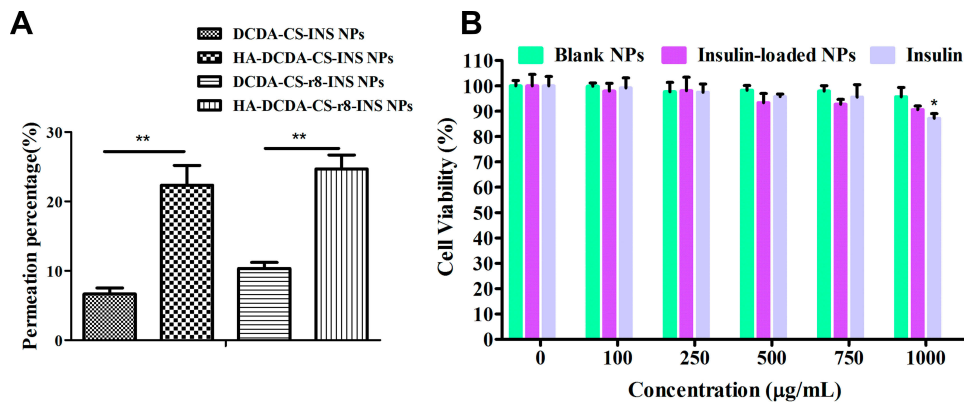 A
DCDA-CS-INS NPs
HA-DCDA-CS-INS NPs
DCDA-CS-r8-INS NPs
HA-DCDA-CS-r8-INS NPs
Permeation percentage(%)
30
20
10
0
**
**
B
Blank NPs
Insulin-loaded NPs
Insulin
Cell Viability (%)
110
100
90
80
70
60
50
40
30
20
10
0
*
0
100
250
500
750
1000
Concentration (μg/mL)